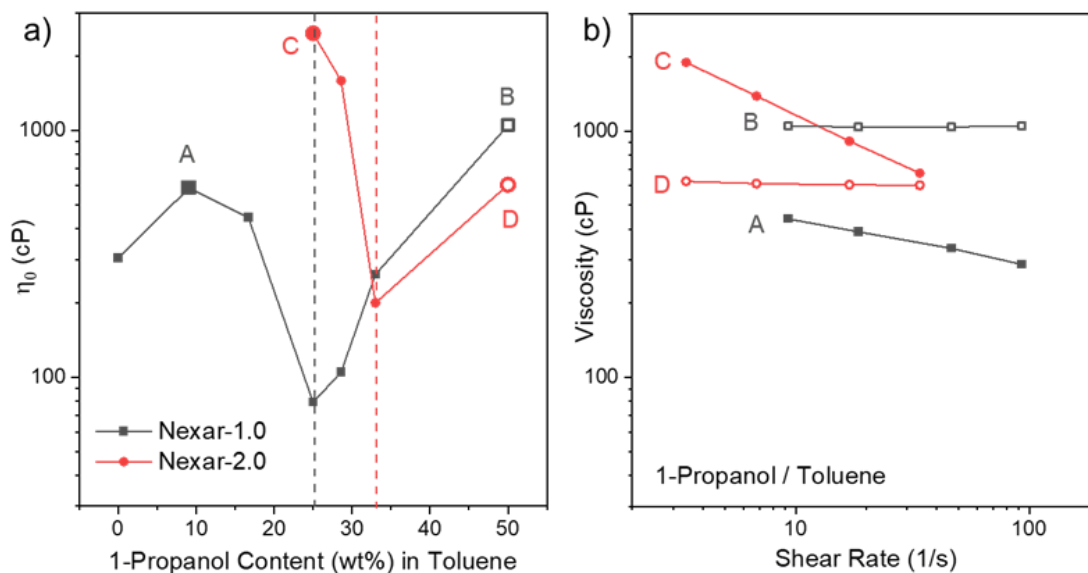 a)
η₀ (cP)
1000
100
A
B
C
D
Nexar-1.0
Nexar-2.0
0 10 20 30 40 50
1-Propanol Content (wt%) in Toluene
b)
Viscosity (cP)
1000
100
C
B
D
A
1-Propanol / Toluene
10 100
Shear Rate (1/s)